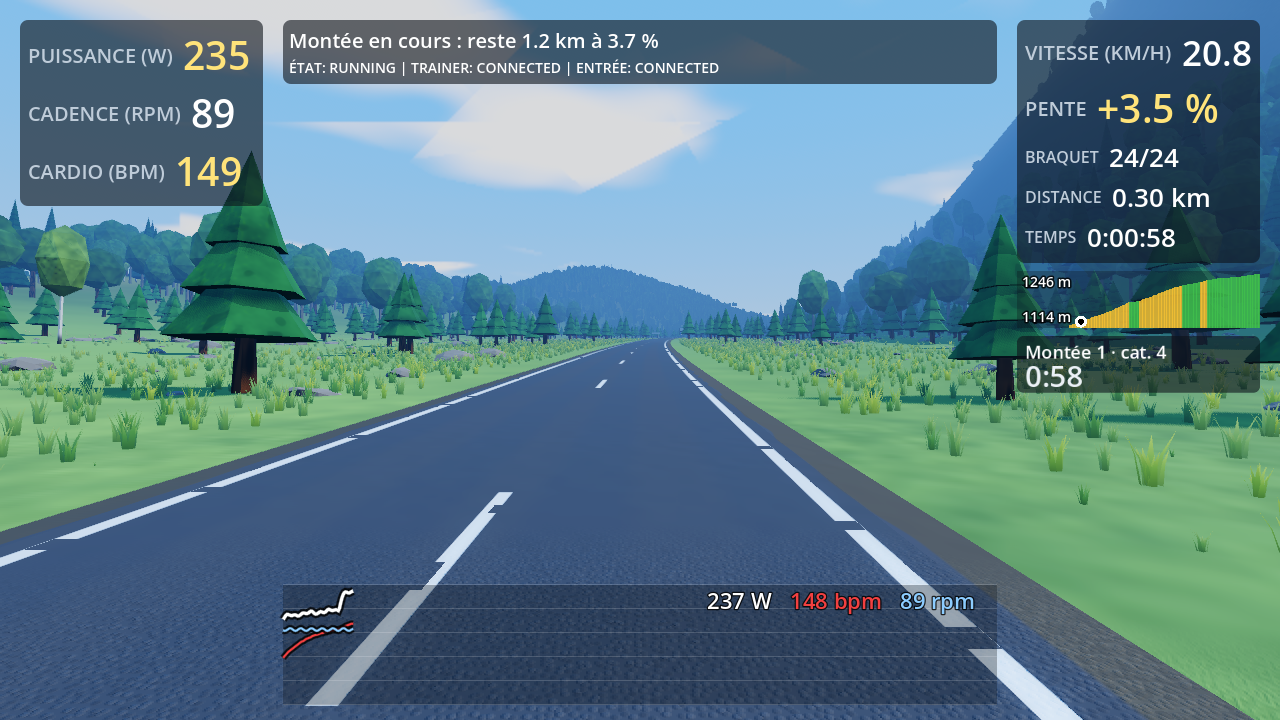 PUISSANCE (W) 235
CADENCE (RPM) 89
CARDIO (BPM) 149
Montée en cours : reste 1.2 km à 3.7 %
ÉTAT: RUNNING | TRAINER: CONNECTED | ENTRÉE: CONNECTED
VITESSE (KM/H) 20.8
PENTE +3.5 %
BRAQUET 24/24
DISTANCE 0.30 km
TEMPS 0:00:58
1246 m
1114 m
Montée 1 · cat. 4
0:58
237 W 148 bpm 89 rpm